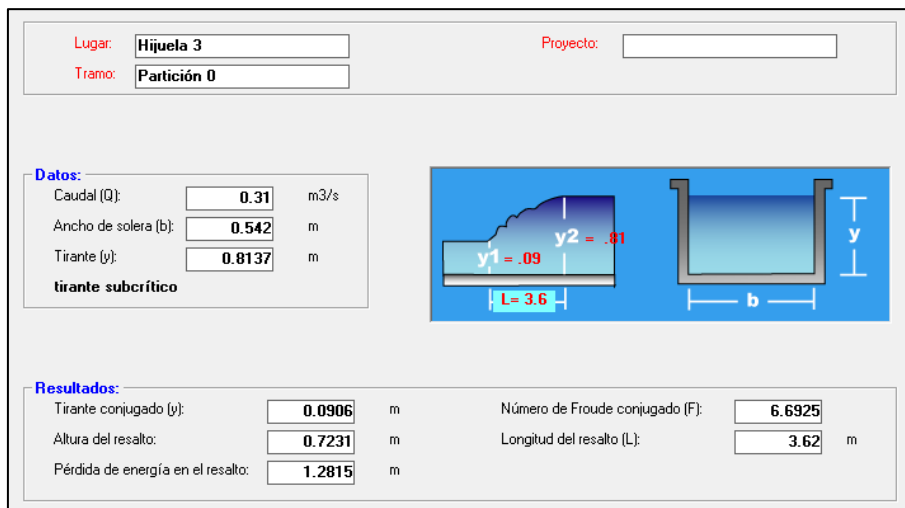 Lugar: Hijuela 3 Proyecto:
Tramo: Partición 0
Datos:
Caudal (Q): 0.31 m3/s
Ancho de solera (b): 0.542 m
Tirante (y): 0.8137 m
tirante subcrítico
y1 = .09
y2 = .81
L= 3.6
y
b
Resultados:
Tirante conjugado (y): 0.0906 m Número de Froude conjugado (F): 6.6925
Altura del resalto: 0.7231 m Longitud del resalto (L): 3.62 m
Pérdida de energía en el resalto: 1.2815 m